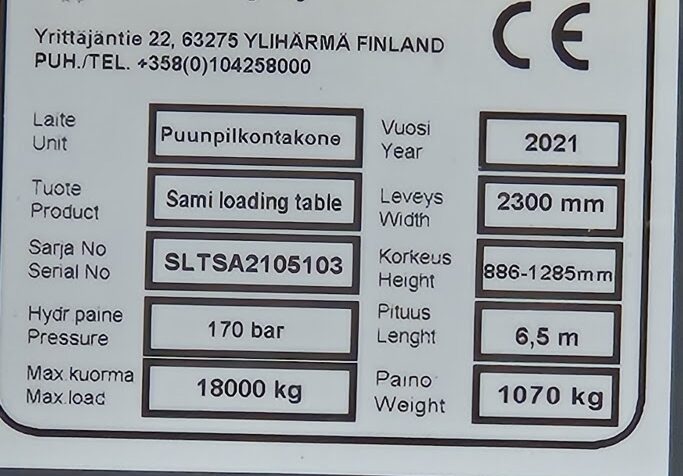 Yrittäjäntie 22, 63275 YLIHÄRMÄ FINLAND
PUH./TEL. +358(0)104258000
CE
Laite
Unit
Puunpilkontakone
Vuosi
Year
2021
Tuote
Product
Sami loading table
Leveys
Width
2300 mm
Sarja No
Serial No
SLTSA2105103
Korkeus
Height
886-1285mm
Hydr paine
Pressure
170 bar
Pituus
Lenght
6,5 m
Max.kuorma
Max.load
18000 kg
Paino
Weight
1070 kg